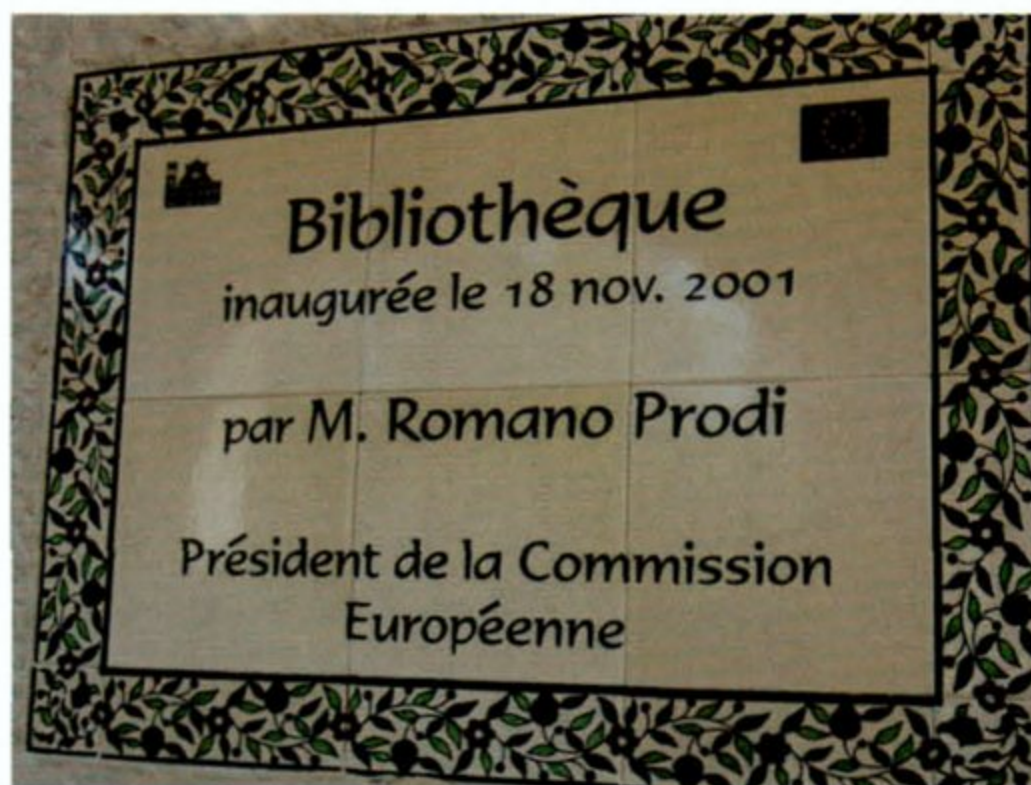 Bibliothèque
inaugurée le 18 nov. 2001
par M. Romano Prodi
Président de la Commission
Européenne